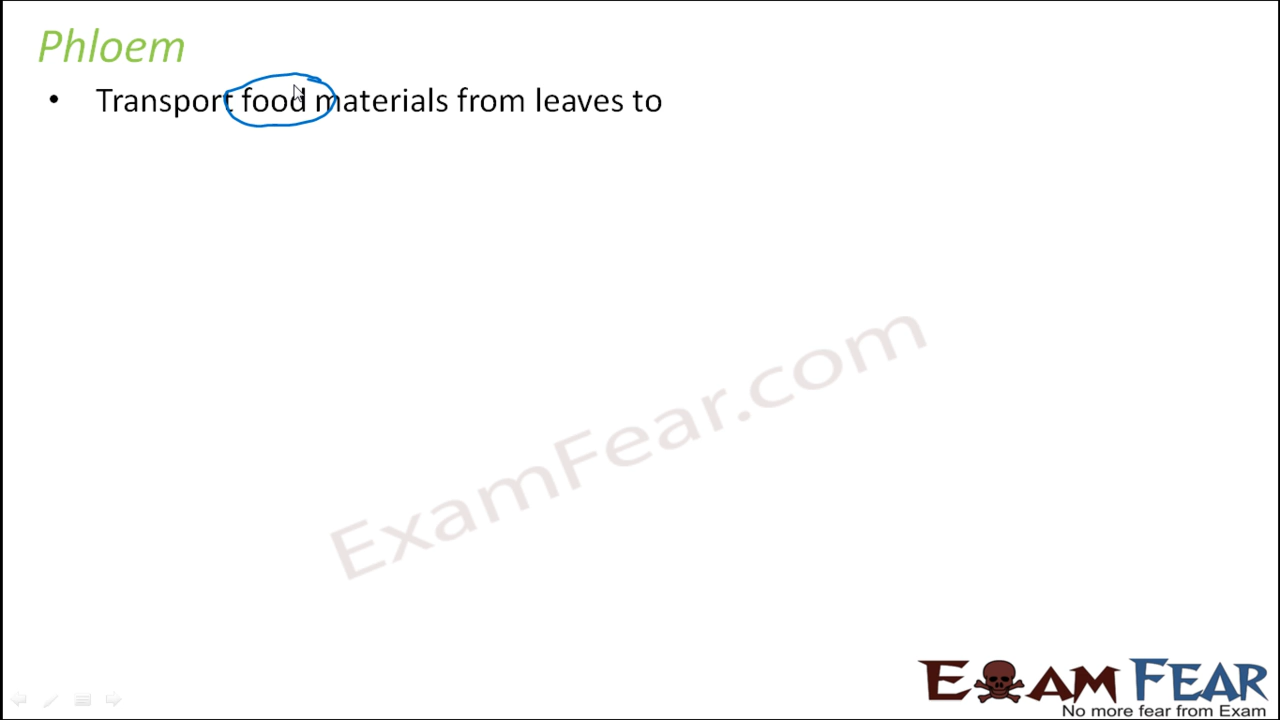 Phloem
• Transport food materials from leaves to
ExamFear.com
EXAM FEAR
No more fear from Exam